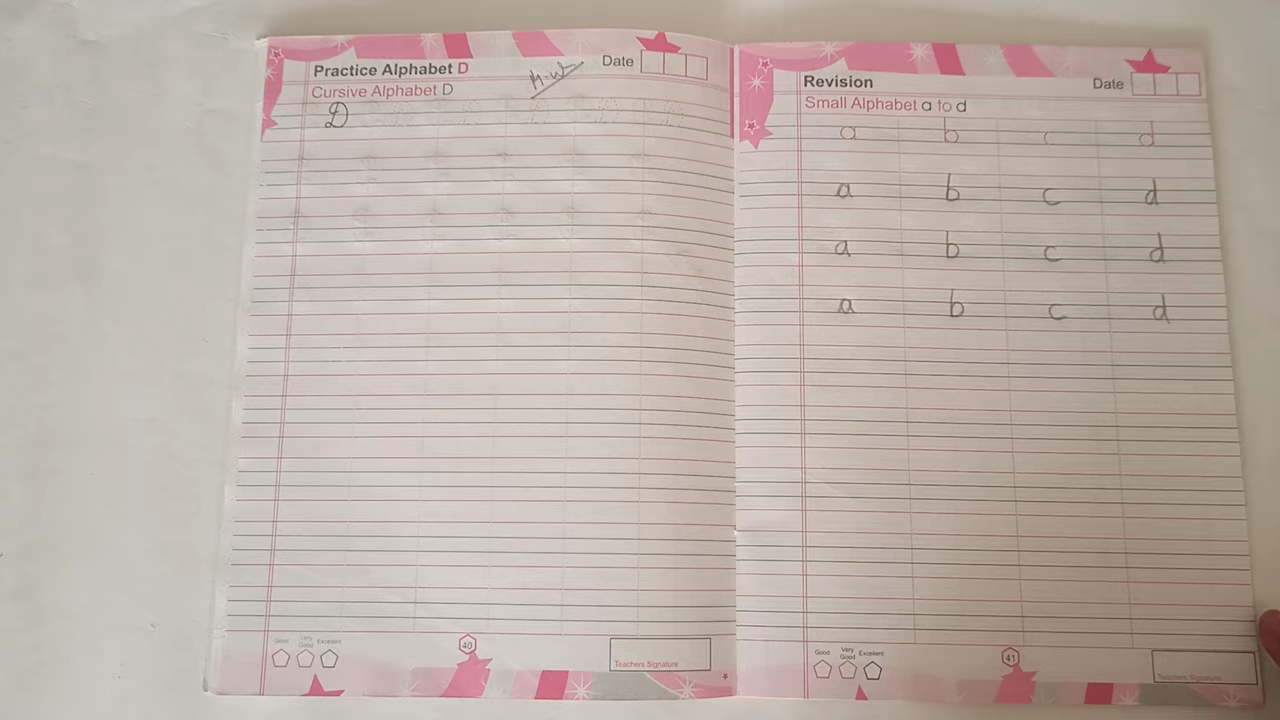 Practice Alphabet D
H.W
Date
Cursive Alphabet D
D
Good
Very Good
Excellent
40
Teachers Signature
Revision
Date
Small Alphabet a to d
a b c d
a b c d
a b c d
a b c d
Good
Very Good
Excellent
41
Teachers Signature